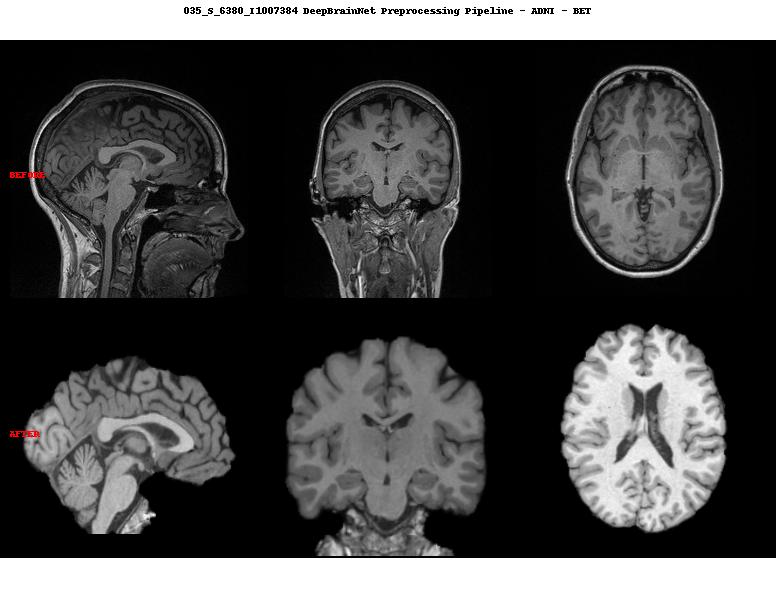 035_S_6380_I1007384 DeepBrainNet Preprocessing Pipeline - ADNI - BET
BEFORE
AFTER